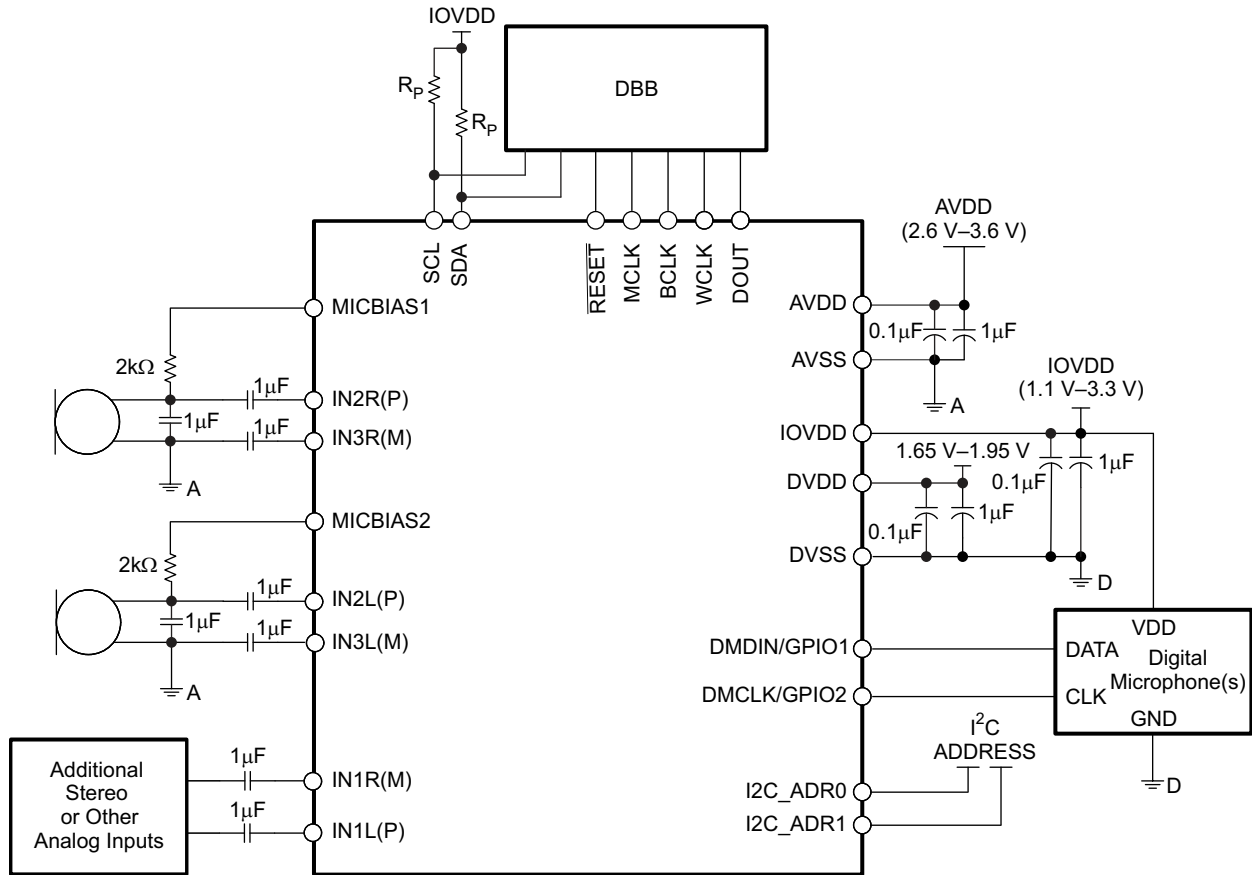 IOVDD
R_P
R_P
DBB
SCL
SDA
RESET
MCLK
BCLK
WCLK
DOUT
AVDD
(2.6 V–3.6 V)
MICBIAS1
AVDD
0.1μF
1μF
AVSS
A
2kΩ
1μF
IN2R(P)
1μF
1μF
IN3R(M)
A
IOVDD
(1.1 V–3.3 V)
IOVDD
1.65 V–1.95 V
0.1μF
1μF
DVDD
0.1μF
1μF
DVSS
D
MICBIAS2
2kΩ
1μF
IN2L(P)
1μF
1μF
IN3L(M)
A
DMDIN/GPIO1
DMCLK/GPIO2
VDD
DATA
Digital
Microphone(s)
CLK
GND
D
I²C
ADDRESS
I2C_ADR0
I2C_ADR1
Additional
Stereo
or Other
Analog Inputs
1μF
IN1R(M)
1μF
IN1L(P)